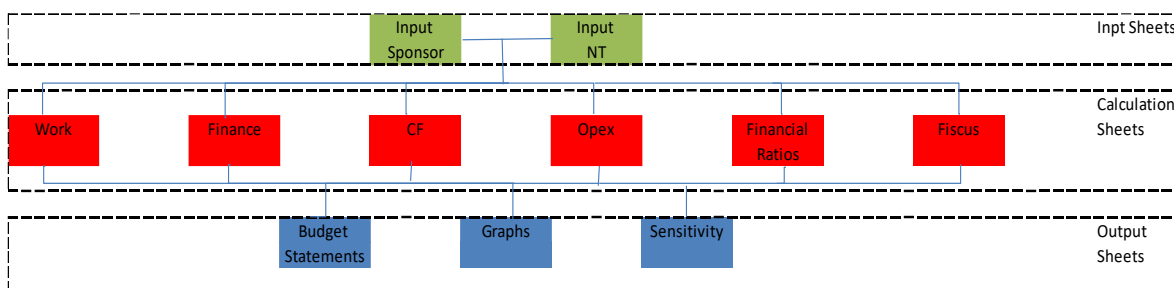 Input
Sponsor
Input
NT
Inpt Sheets
Work
Finance
CF
Opex
Financial
Ratios
Fiscus
Calculation
Sheets
Budget
Statements
Graphs
Sensitivity
Output
Sheets